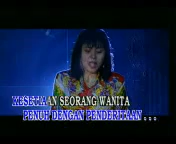 KESETIAAN SEORANG WANITA
PENUH DENGAN PENDERITAAN . . .